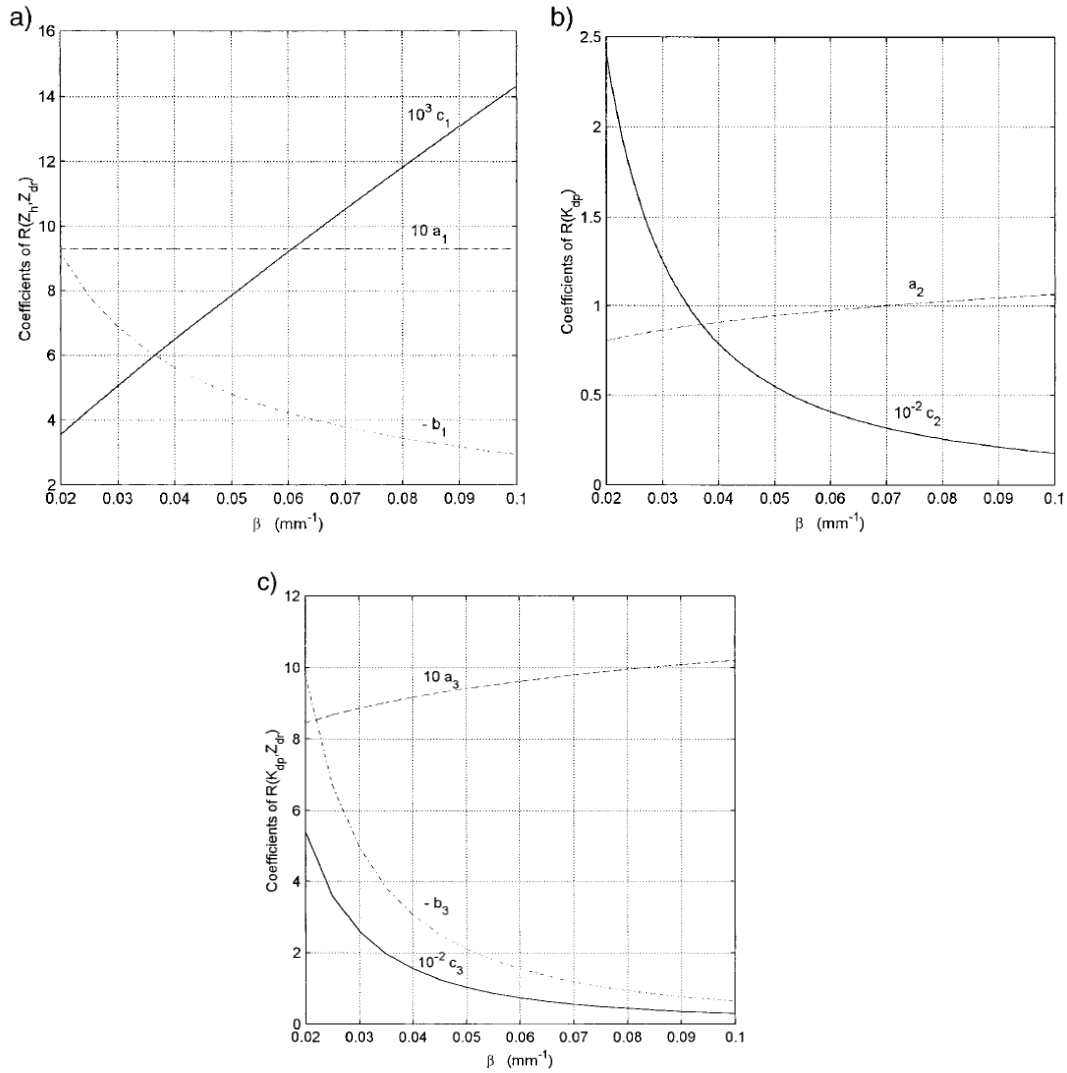 a)
Coefficients of R(Z_h,Z_dr)
16
14
12
10
8
6
4
2
10^3 c_1
10 a_1
- b_1
0.02 0.03 0.04 0.05 0.06 0.07 0.08 0.09 0.1
β (mm^-1)
b)
Coefficients of R(K_dp)
2.5
2
1.5
1
0.5
0
a_2
10^-2 c_2
0.02 0.03 0.04 0.05 0.06 0.07 0.08 0.09 0.1
β (mm^-1)
c)
Coefficients of R(K_dp,Z_dr)
12
10
8
6
4
2
0
10 a_3
- b_3
10^-2 c_3
0.02 0.03 0.04 0.05 0.06 0.07 0.08 0.09 0.1
β (mm^-1)